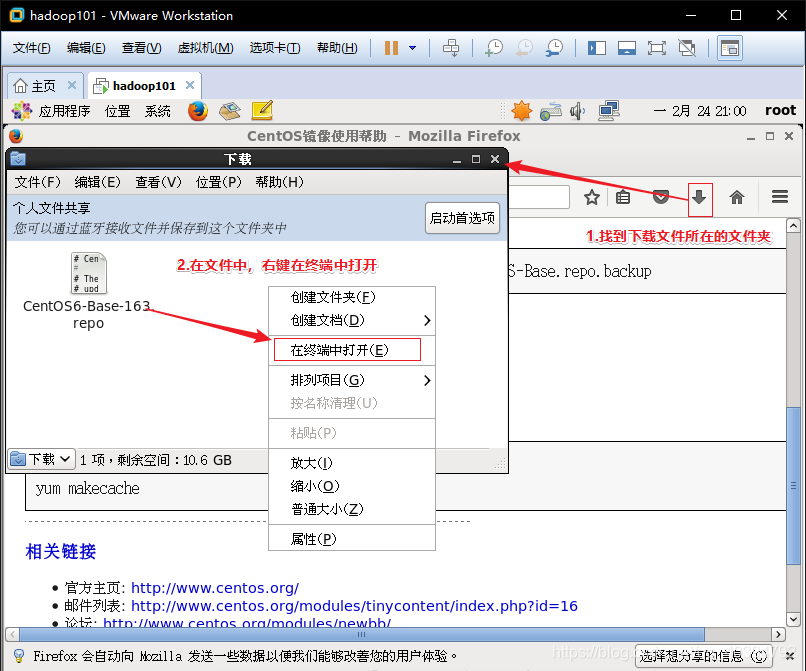 hadoop101 - VMware Workstation
文件(F) 编辑(E) 查看(V) 虚拟机(M) 选项卡(T) 帮助(H)
主页 hadoop101
应用程序 位置 系统 一 2月 24 21:00 root
CentOS镜像使用帮助 – Mozilla Firefox
下载
文件(F) 编辑(E) 查看(V) 位置(P) 帮助(H)
个人文件共享
您可以通过蓝牙接收文件并保存到这个文件夹中
启动首选项
1.找到下载文件所在的文件夹
2.在文件中，右键在终端中打开
# Cen
#
# The
# upd
S-Base.repo.backup
CentOS6-Base-163.
repo
创建文件夹(F)
创建文档(D)
在终端中打开(E)
排列项目(G)
按名称清理(U)
粘贴(P)
放大(I)
缩小(O)
普通大小(Z)
属性(P)
下载 1 项，剩余空间：10.6 GB
yum makecache
相关链接
官方主页: http://www.centos.org/
邮件列表: http://www.centos.org/modules/tinycontent/index.php?id=16
论坛: http://www.centos.org/modules/newbb/
Firefox 会自动向 Mozilla 发送一些数据以便我们能够改善您的用户体验。
选择想分享的信息 (C)